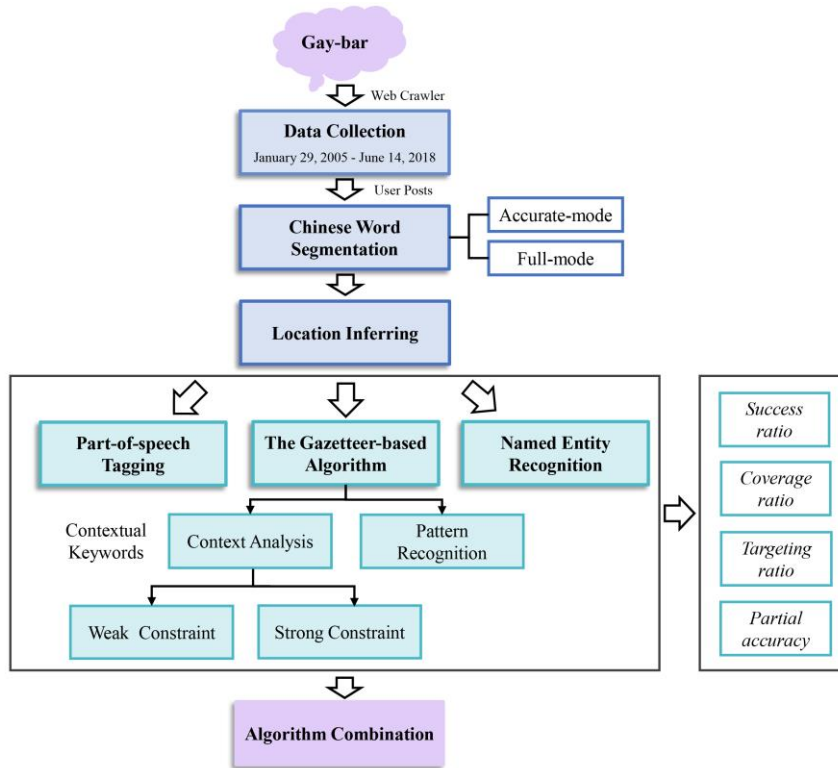 Gay-bar
Web Crawler
Data Collection
January 29, 2005 - June 14, 2018
User Posts
Chinese Word
Segmentation
Accurate-mode
Full-mode
Location Inferring
Part-of-speech
Tagging
The Gazetteer-based
Algorithm
Named Entity
Recognition
Contextual
Keywords
Context Analysis
Pattern
Recognition
Weak Constraint
Strong Constraint
Success
ratio
Coverage
ratio
Targeting
ratio
Partial
accuracy
Algorithm Combination